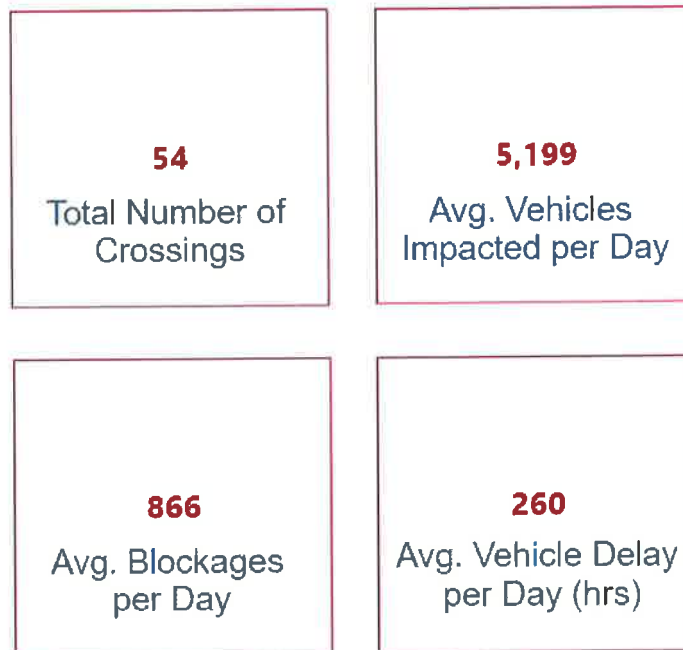 54
Total Number of
Crossings
5,199
Avg. Vehicles
Impacted per Day
866
Avg. Blockages
per Day
260
Avg. Vehicle Delay
per Day (hrs)